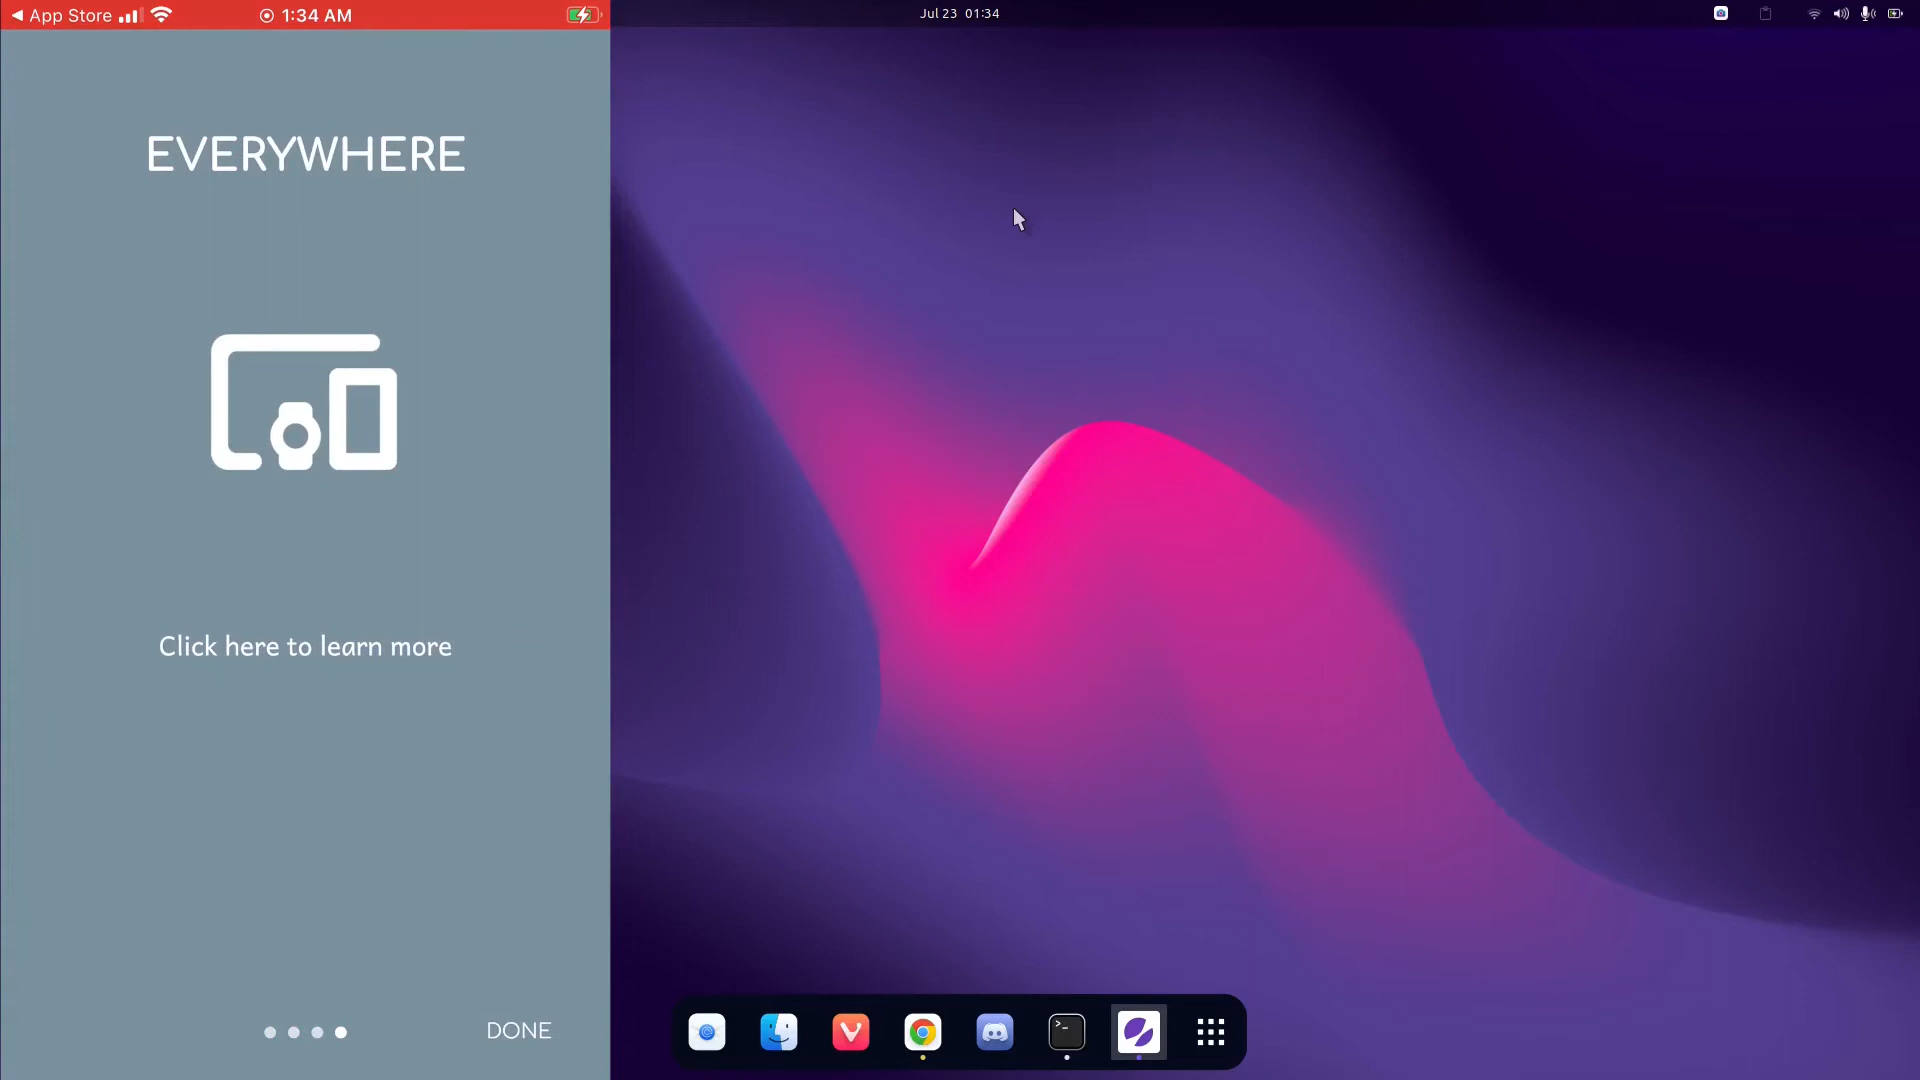 App Store
1:34 AM
Jul 23 01:34
EVERYWHERE
Click here to learn more
DONE